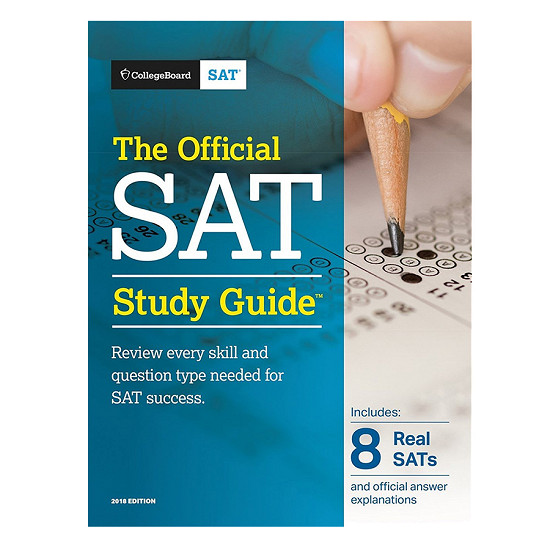 CollegeBoard SAT®
The Official
SAT
Study Guide™
Review every skill and
question type needed for
SAT success.
Includes:
8 Real
SATs
and official answer
explanations
2018 EDITION